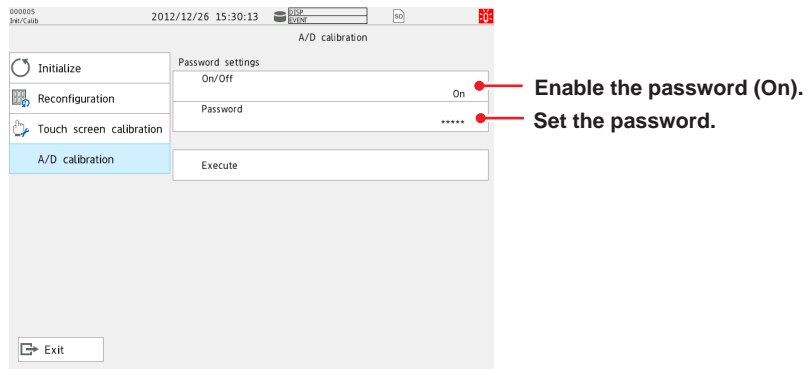 000005
Init/Calib
2012/12/26 15:30:13
DISP
EVENT
SD
A/D calibration
Initialize
Reconfiguration
Touch screen calibration
A/D calibration
Password settings
On/Off
On
Password
*****
Execute
Exit
Enable the password (On).
Set the password.